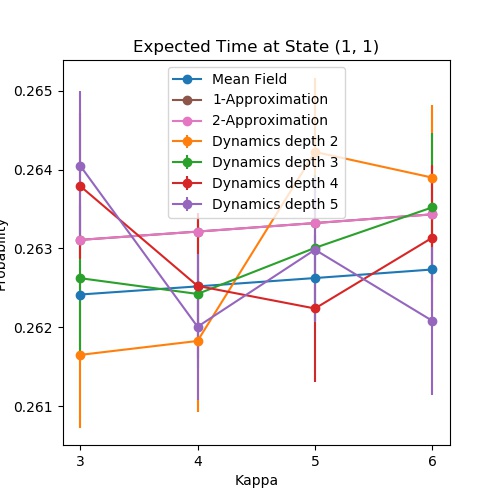 Expected Time at State (1, 1)
Mean Field
1-Approximation
2-Approximation
Dynamics depth 2
Dynamics depth 3
Dynamics depth 4
Dynamics depth 5
0.265
0.264
0.263
0.262
0.261
Probability
3 4 5 6
Kappa